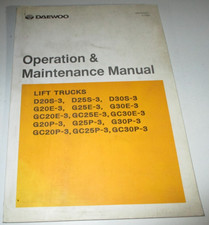 DAEWOO
Operation &
Maintenance Manual
LIFT TRUCKS
D20S-3, D25S-3, D30S-3
G20E-3, G25E-3, G30E-3
GC20E-3, GC25E-3, GC30E-3
G20P-3, G25P-3, G30P-3
GC20P-3, GC25P-3, GC30P-3